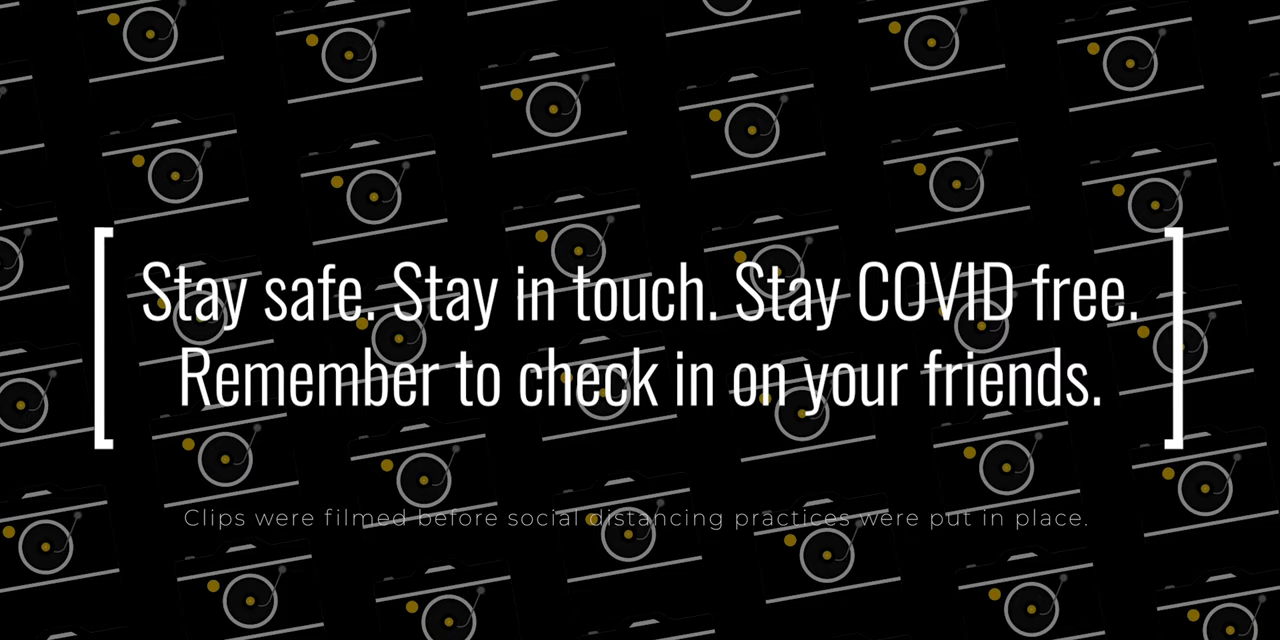 Stay safe. Stay in touch. Stay COVID free.
Remember to check in on your friends.
Clips were filmed before social distancing practices were put in place.